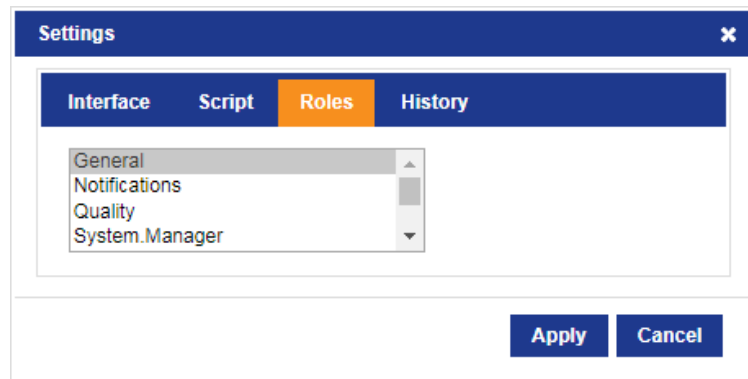 Settings
Interface Script Roles History
General
Notifications
Quality
System.Manager
Apply Cancel